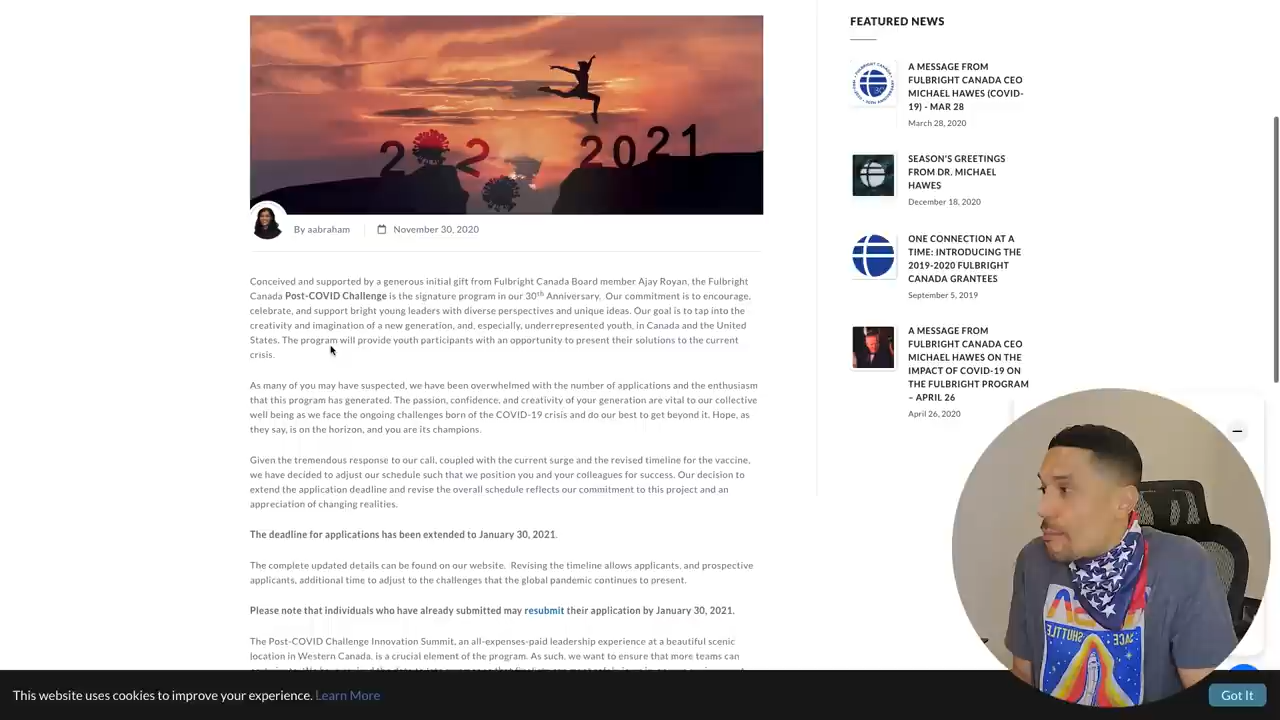 2 2 2021
By aabraham November 30, 2020
Conceived and supported by a generous initial gift from Fulbright Canada Board member Ajay Royan, the Fulbright
Canada Post-COVID Challenge is the signature program in our 30th Anniversary. Our commitment is to encourage,
celebrate, and support bright young leaders with diverse perspectives and unique ideas. Our goal is to tap into the
creativity and imagination of a new generation, and, especially, underrepresented youth, in Canada and the United
States. The program will provide youth participants with an opportunity to present their solutions to the current
crisis.
As many of you may have suspected, we have been overwhelmed with the number of applications and the enthusiasm
that this program has generated. The passion, confidence, and creativity of your generation are vital to our collective
well being as we face the ongoing challenges born of the COVID-19 crisis and do our best to get beyond it. Hope, as
they say, is on the horizon, and you are its champions.
Given the tremendous response to our call, coupled with the current surge and the revised timeline for the vaccine,
we have decided to adjust our schedule such that we position you and your colleagues for success. Our decision to
extend the application deadline and revise the overall schedule reflects our commitment to this project and an
appreciation of changing realities.
The deadline for applications has been extended to January 30, 2021.
The complete updated details can be found on our website. Revising the timeline allows applicants, and prospective
applicants, additional time to adjust to the challenges that the global pandemic continues to present.
Please note that individuals who have already submitted may resubmit their application by January 30, 2021.
The Post-COVID Challenge Innovation Summit, an all-expenses-paid leadership experience at a beautiful scenic
location in Western Canada, is a crucial element of the program. As such, we want to ensure that more teams can
FEATURED NEWS
A MESSAGE FROM
FULBRIGHT CANADA CEO
MICHAEL HAWES (COVID-
19) - MAR 28
March 28, 2020
SEASON'S GREETINGS
FROM DR. MICHAEL
HAWES
December 18, 2020
ONE CONNECTION AT A
TIME: INTRODUCING THE
2019-2020 FULBRIGHT
CANADA GRANTEES
September 5, 2019
A MESSAGE FROM
FULBRIGHT CANADA CEO
MICHAEL HAWES ON THE
IMPACT OF COVID-19 ON
THE FULBRIGHT PROGRAM
– APRIL 26
April 26, 2020
SHUTTLE
This website uses cookies to improve your experience. Learn More
Got It